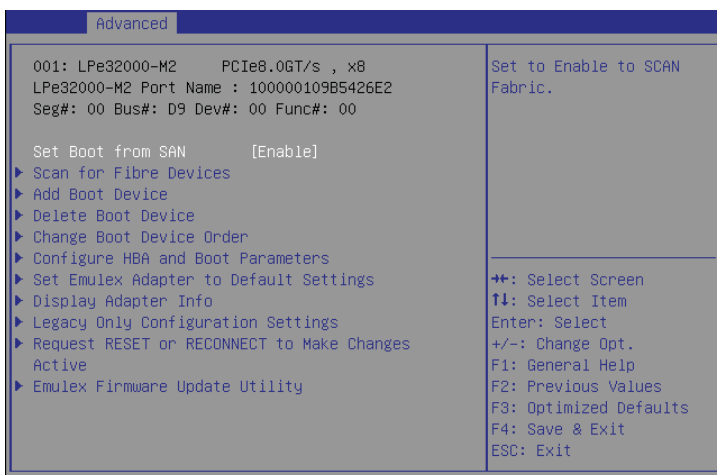 Advanced
001: LPe32000-M2 PCIe8.0GT/s , x8
LPe32000-M2 Port Name : 100000109B5426E2
Seg#: 00 Bus#: D9 Dev#: 00 Func#: 00
Set Boot from SAN [Enable]
Scan for Fibre Devices
Add Boot Device
Delete Boot Device
Change Boot Device Order
Configure HBA and Boot Parameters
Set Emulex Adapter to Default Settings
Display Adapter Info
Legacy Only Configuration Settings
Request RESET or RECONNECT to Make Changes
Active
Emulex Firmware Update Utility
Set to Enable to SCAN
Fabric.
→←: Select Screen
↑↓: Select Item
Enter: Select
+/-: Change Opt.
F1: General Help
F2: Previous Values
F3: Optimized Defaults
F4: Save & Exit
ESC: Exit